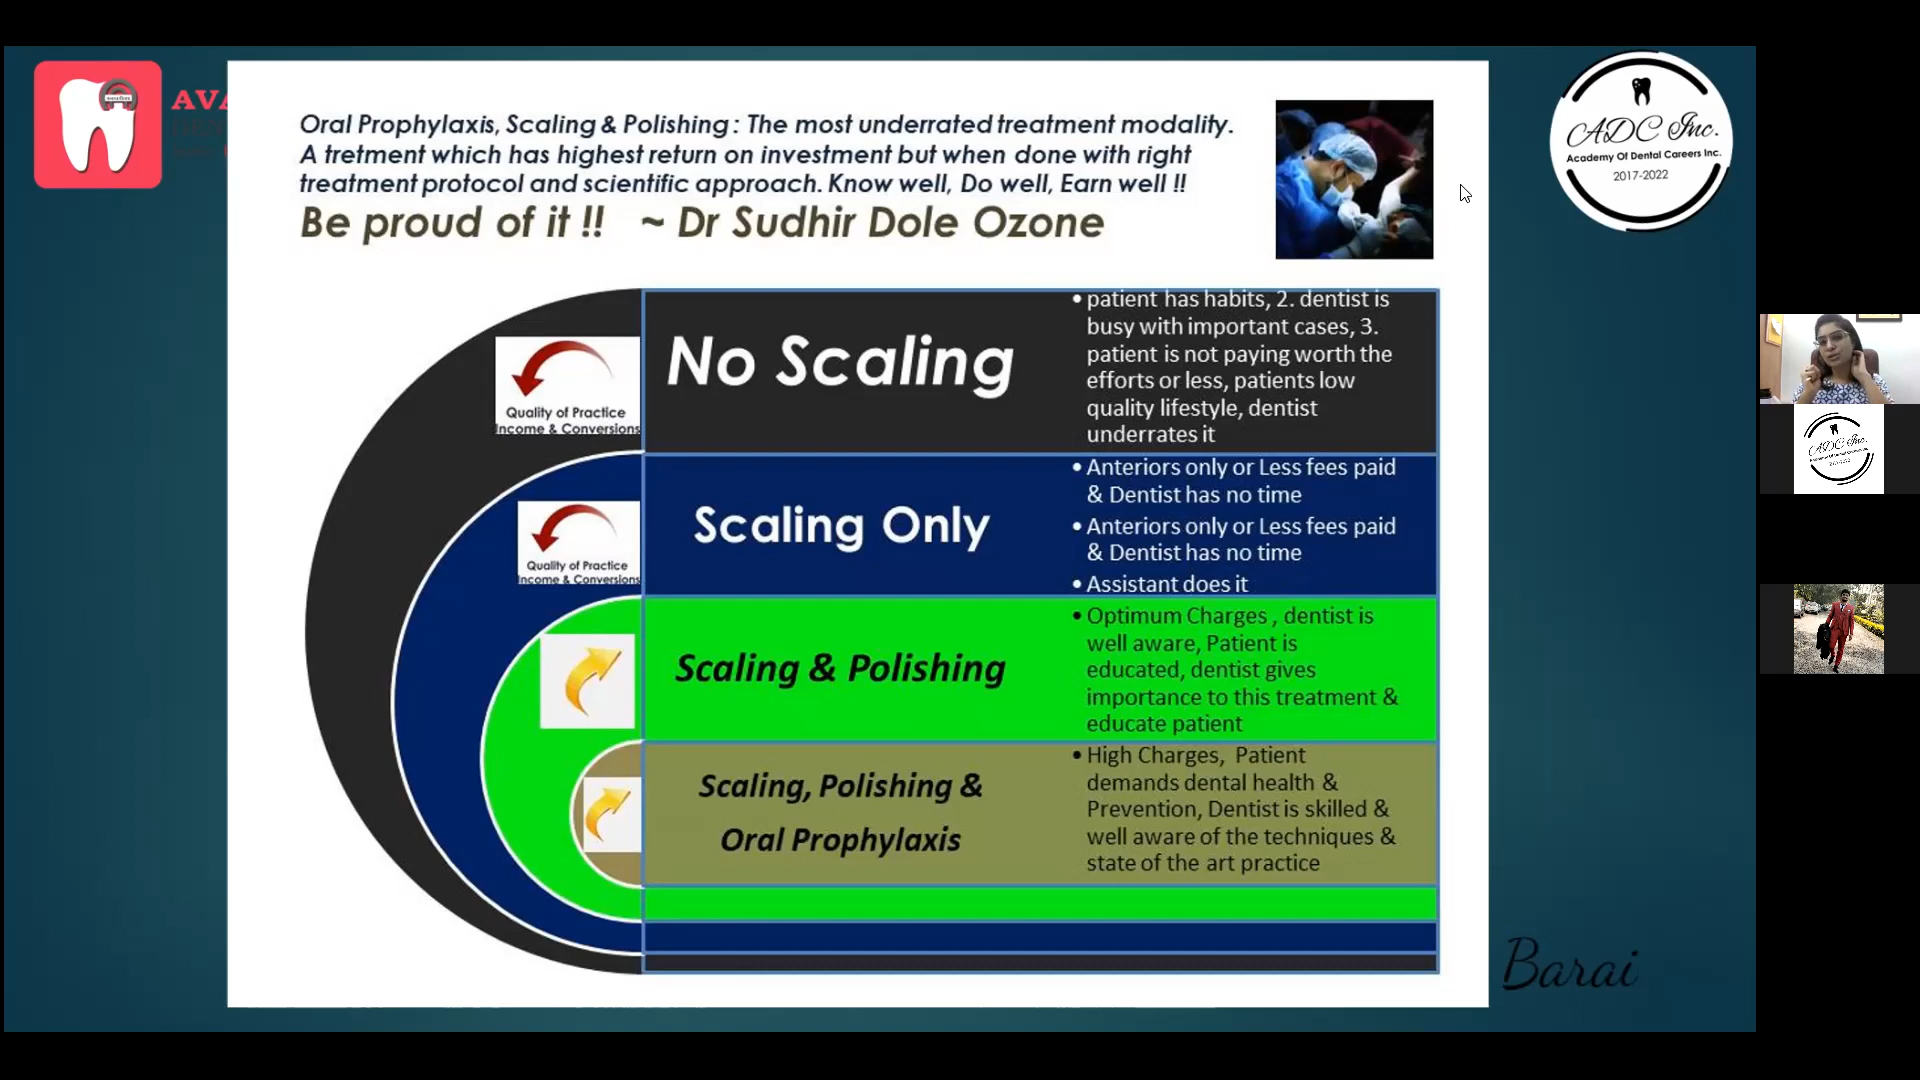 AVA
Oral Prophylaxis, Scaling & Polishing : The most underrated treatment modality.
A tretment which has highest return on investment but when done with right
treatment protocol and scientific approach. Know well, Do well, Earn well !!
Be proud of it !! ~ Dr Sudhir Dole Ozone
ADC Inc.
Academy Of Dental Careers Inc.
2017-2022
Quality of Practice
Income & Conversions
No Scaling
• patient has habits, 2. dentist is
busy with important cases, 3.
patient is not paying worth the
efforts or less, patients low
quality lifestyle, dentist
underrates it
Quality of Practice
Income & Conversions
Scaling Only
• Anteriors only or Less fees paid
& Dentist has no time
• Anteriors only or Less fees paid
& Dentist has no time
• Assistant does it
Scaling & Polishing
• Optimum Charges , dentist is
well aware, Patient is
educated, dentist gives
importance to this treatment &
educate patient
Scaling, Polishing &
Oral Prophylaxis
• High Charges, Patient
demands dental health &
Prevention, Dentist is skilled &
well aware of the techniques &
state of the art practice
Barai
ADC Inc.